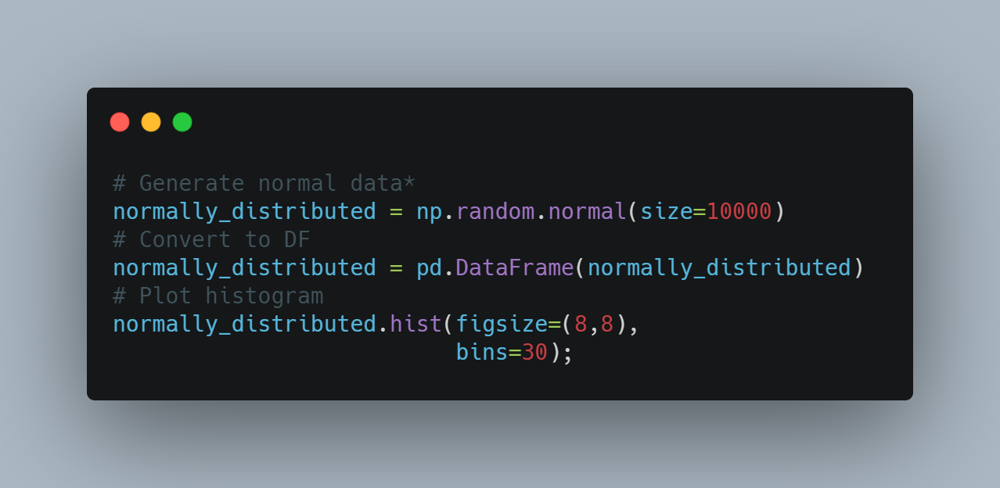 # Generate normal data*
normally_distributed = np.random.normal(size=10000)
# Convert to DF
normally_distributed = pd.DataFrame(normally_distributed)
# Plot histogram
normally_distributed.hist(figsize=(8,8),
                          bins=30);